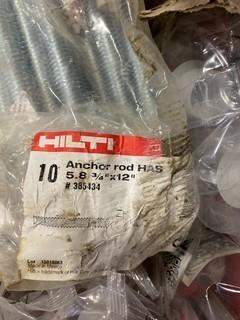 HILTI
10 Anchor rod HAS
5.8 ¾"x12"
# 385434